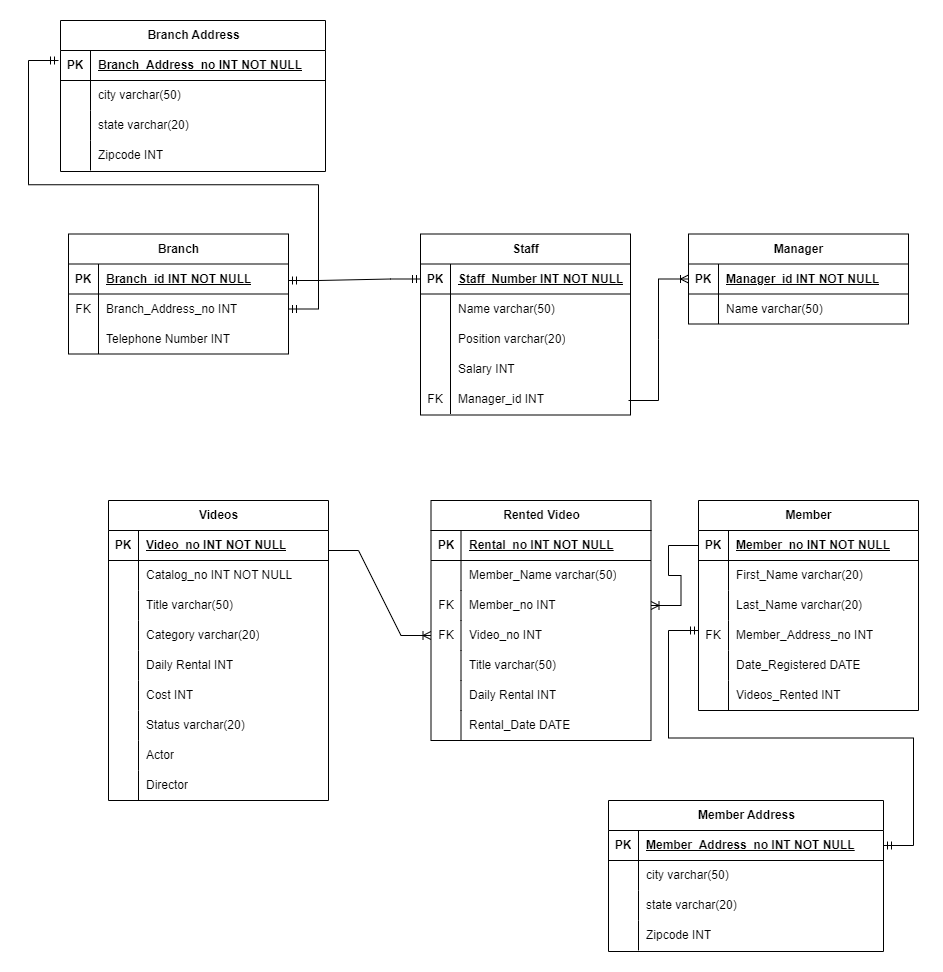 Branch Address
PK Branch_Address_no INT NOT NULL
city varchar(50)
state varchar(20)
Zipcode INT
Branch
PK Branch_id INT NOT NULL
FK Branch_Address_no INT
Telephone Number INT
Staff
PK Staff_Number INT NOT NULL
Name varchar(50)
Position varchar(20)
Salary INT
FK Manager_id INT
Manager
PK Manager_id INT NOT NULL
Name varchar(50)
Videos
PK Video_no INT NOT NULL
Catalog_no INT NOT NULL
Title varchar(50)
Category varchar(20)
Daily Rental INT
Cost INT
Status varchar(20)
Actor
Director
Rented Video
PK Rental_no INT NOT NULL
Member_Name varchar(50)
FK Member_no INT
FK Video_no INT
Title varchar(50)
Daily Rental INT
Rental_Date DATE
Member
PK Member_no INT NOT NULL
First_Name varchar(20)
Last_Name varchar(20)
FK Member_Address_no INT
Date_Registered DATE
Videos_Rented INT
Member Address
PK Member_Address_no INT NOT NULL
city varchar(50)
state varchar(20)
Zipcode INT